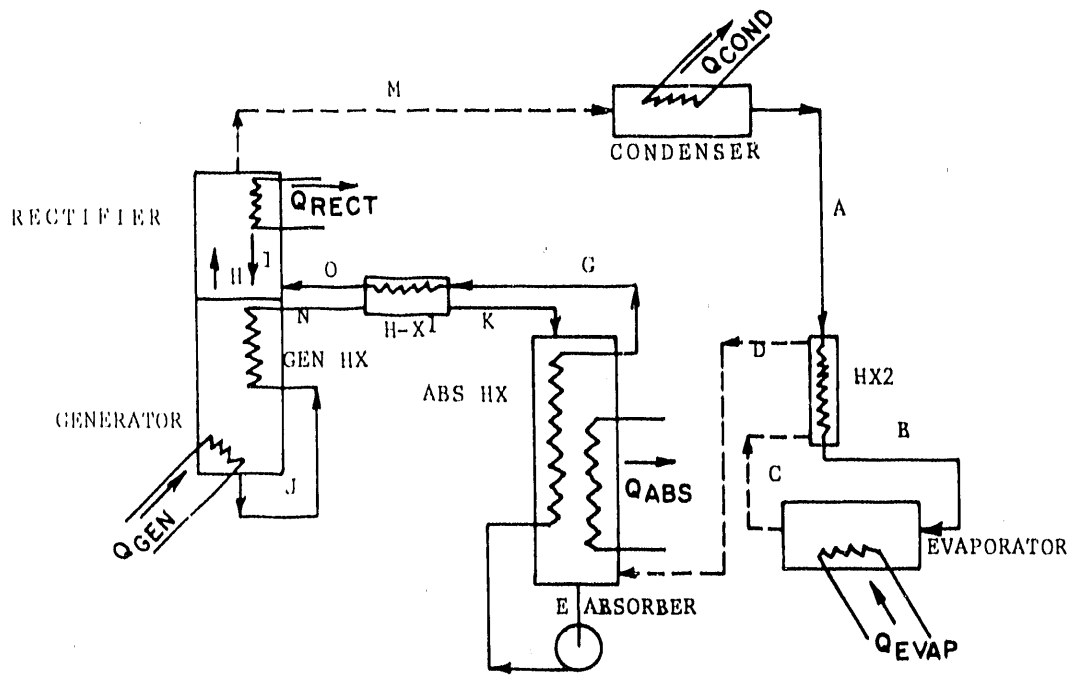 QCOND
M
CONDENSER
A
QRECT
RECTIFIER
H
I
O
G
N
H-X1
K
GEN HX
D
ABS HX
HX2
GENERATOR
B
J
QABS
C
QGEN
EVAPORATOR
E ABSORBER
QEVAP